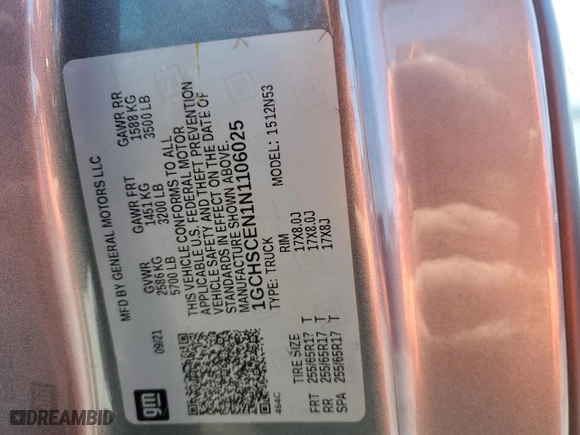 MFD BY GENERAL MOTORS LLC
09/21
GVWR GAWR FRT GAWR RR
2586 KG 1451 KG 1588 KG
5700 LB 3200 LB 3500 LB
THIS VEHICLE CONFORMS TO ALL
APPLICABLE U.S. FEDERAL MOTOR
VEHICLE SAFETY AND THEFT PREVENTION
STANDARDS IN EFFECT ON THE DATE OF
MANUFACTURE SHOWN ABOVE.
1GCHSCEN1N1106025
TYPE: TRUCK MODEL: 1512N53
gm
464C
TIRE SIZE RIM
FRT 255/65R17 T 17X8.0J
RR 255/65R17 T 17X8.0J
SPA 255/65R17 T 17X8J
DREAMBID